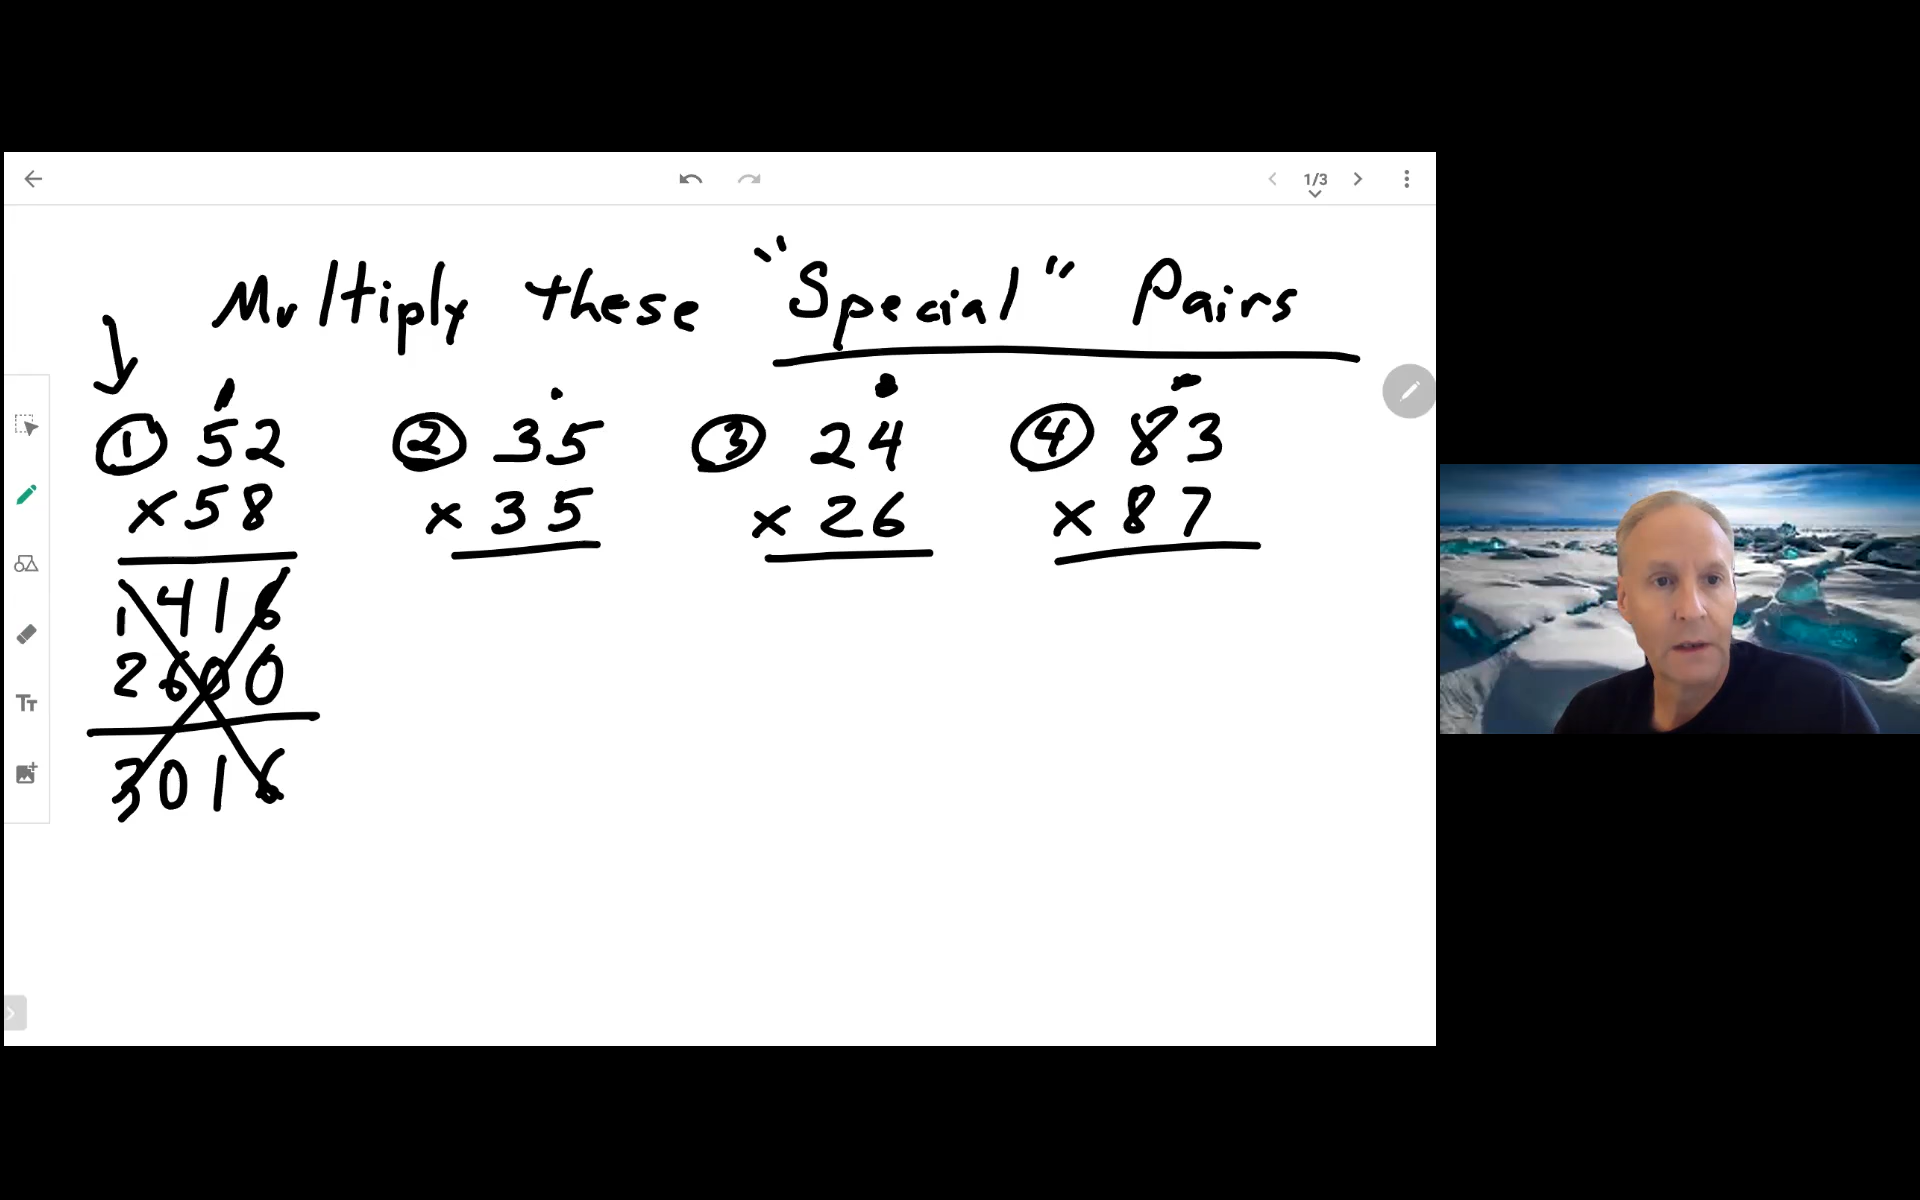 1/3
Multiply these "Special" Pairs
① 52 ② 35 ③ 24 ④ 83
x 58 x 35 x 26 x 87
1416
2600
3016
Tт